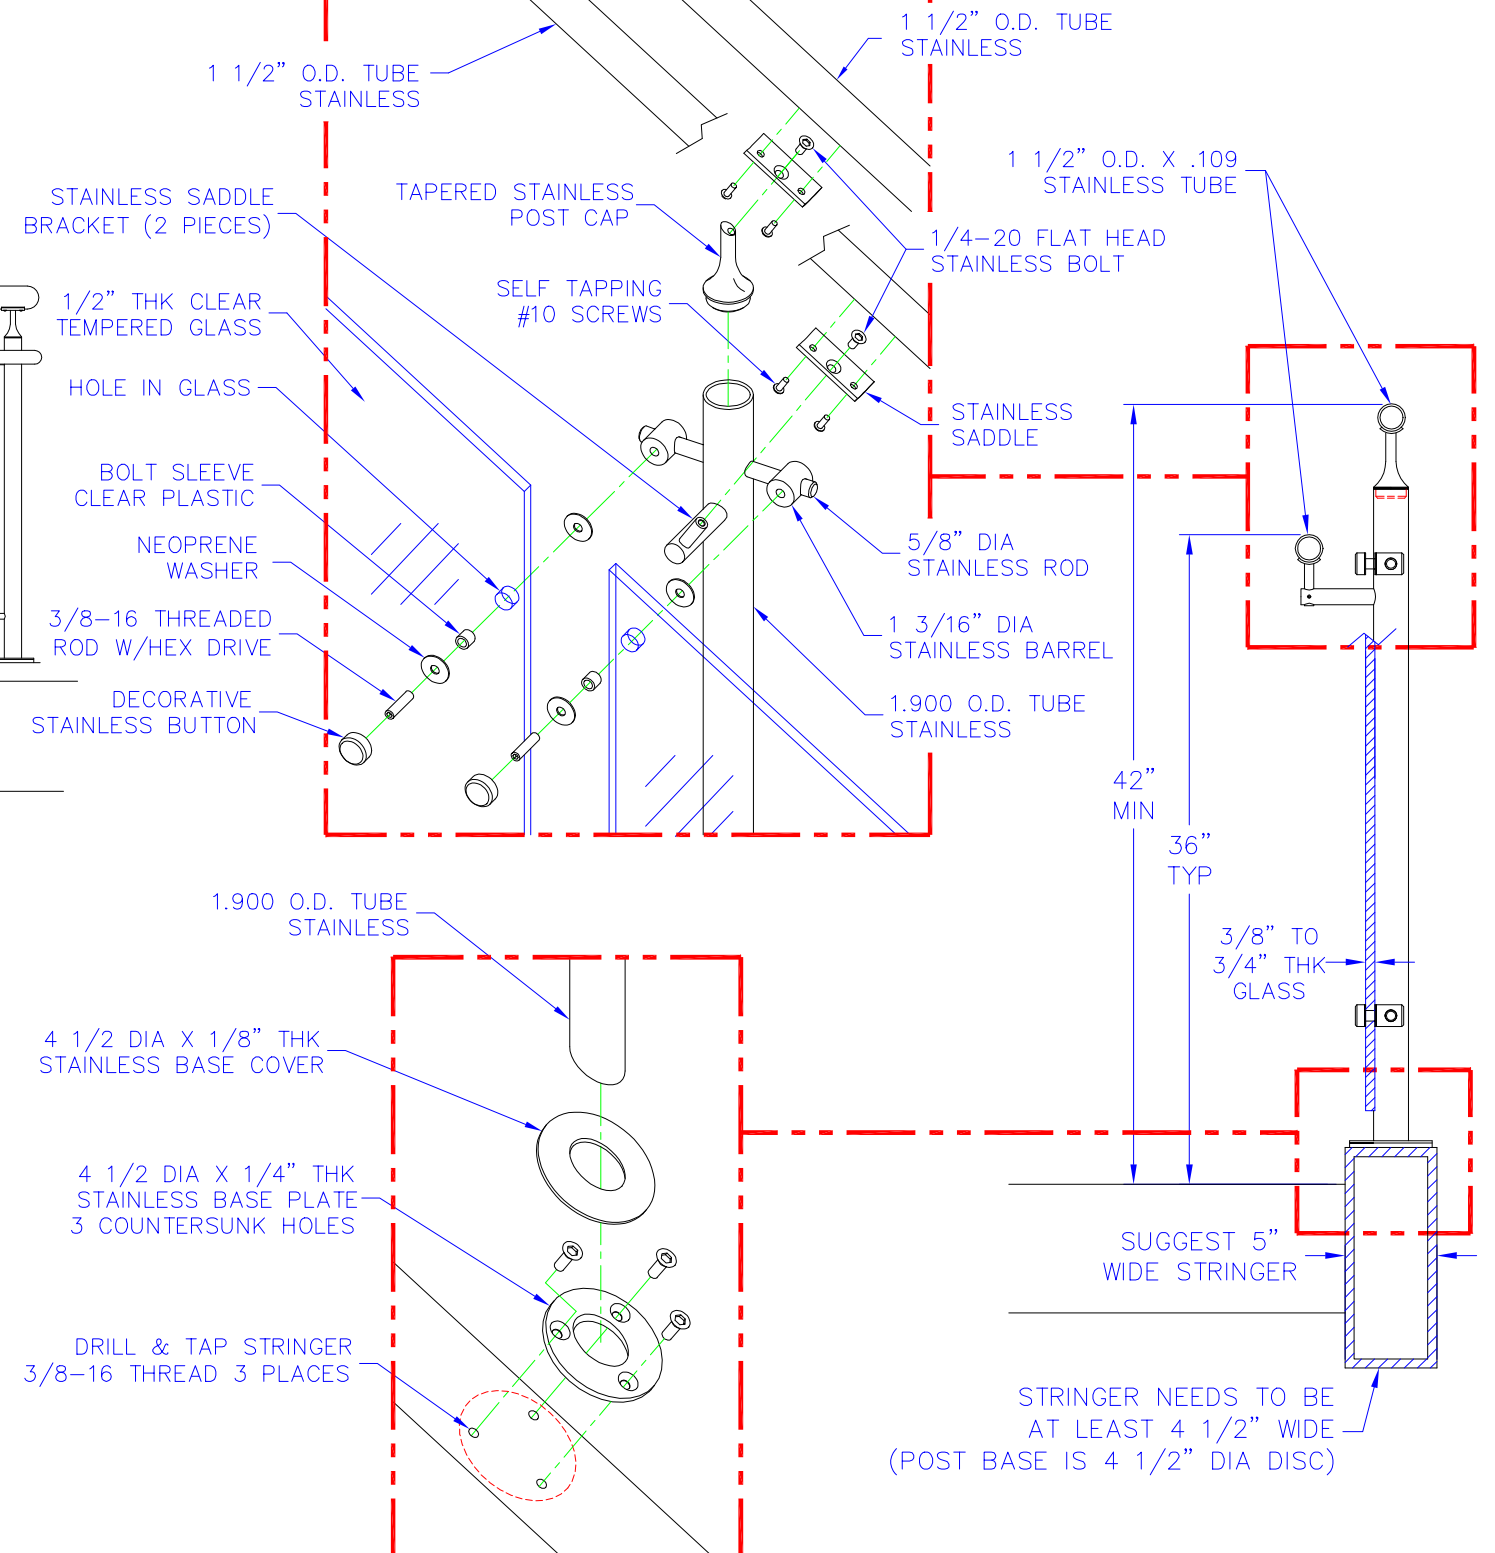 1 1/2" O.D. TUBE
STAINLESS
1 1/2" O.D. TUBE
STAINLESS
1 1/2" O.D. X .109
STAINLESS TUBE
STAINLESS SADDLE
BRACKET (2 PIECES)
TAPERED STAINLESS
POST CAP
1/4-20 FLAT HEAD
STAINLESS BOLT
1/2" THK CLEAR
TEMPERED GLASS
SELF TAPPING
#10 SCREWS
HOLE IN GLASS
STAINLESS
SADDLE
BOLT SLEEVE
CLEAR PLASTIC
NEOPRENE
WASHER
5/8" DIA
STAINLESS ROD
3/8-16 THREADED
ROD W/HEX DRIVE
1 3/16" DIA
STAINLESS BARREL
DECORATIVE
STAINLESS BUTTON
1.900 O.D. TUBE
STAINLESS
42"
MIN
36"
TYP
1.900 O.D. TUBE
STAINLESS
3/8" TO
3/4" THK
GLASS
4 1/2 DIA X 1/8" THK
STAINLESS BASE COVER
4 1/2 DIA X 1/4" THK
STAINLESS BASE PLATE
3 COUNTERSUNK HOLES
SUGGEST 5"
WIDE STRINGER
DRILL & TAP STRINGER
3/8-16 THREAD 3 PLACES
STRINGER NEEDS TO BE
AT LEAST 4 1/2" WIDE
(POST BASE IS 4 1/2" DIA DISC)